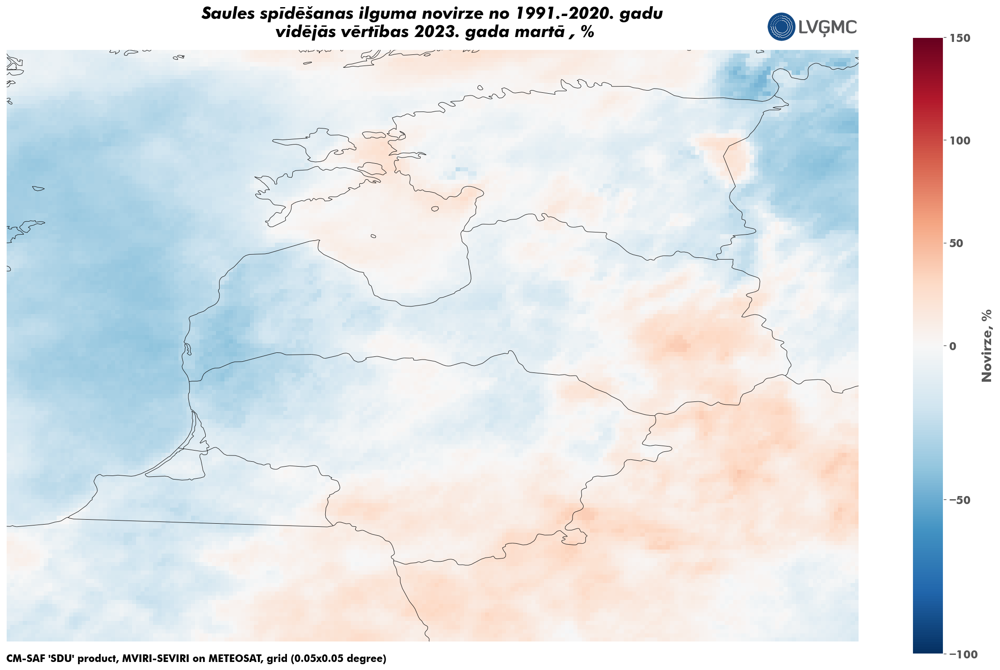 Saules spīdēšanas ilguma novirze no 1991.-2020. gadu
vidējās vērtības 2023. gada martā , %
LVĢMC
150
100
50
0
−50
−100
Novirze, %
CM-SAF 'SDU' product, MVIRI-SEVIRI on METEOSAT, grid (0.05x0.05 degree)